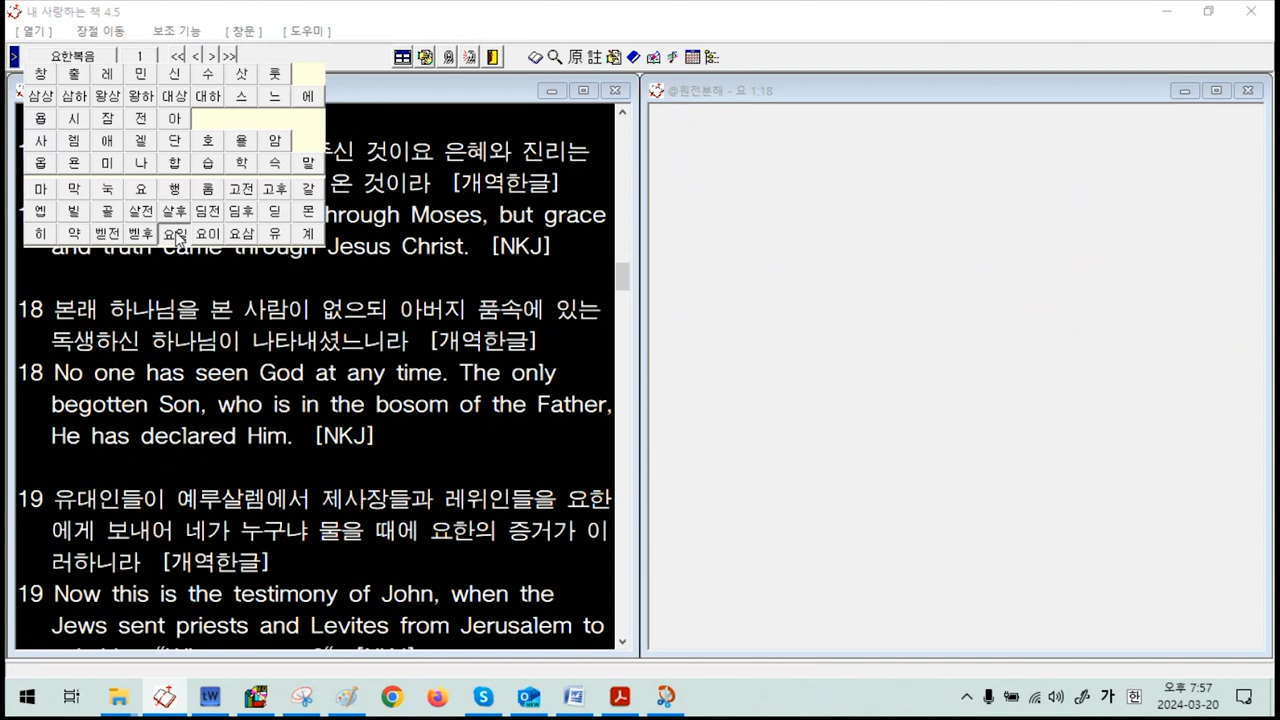 내 사랑하는 책 4.5
[ 열기 ] 장절 이동 보조 기능 [ 창문 ] [ 도우미 ]
> 요한복음 1 << < > >> 原 註
창 출 레 민 신 수 삿 룻
삼상 삼하 왕상 왕하 대상 대하 스 느 에
욥 시 잠 전 아
사 렘 애 겔 단 호 욜 암
옵 욘 미 나 합 습 학 슥 말
마 막 눅 요 행 롬 고전 고후 갈
엡 빌 골 살전 살후 딤전 딤후 딛 몬
히 약 벧전 벧후 요일 요이 요삼 유 계
주신 것이요 은혜와 진리는
온 것이라 [개역한글]
hrough Moses, but grace
and truth came through Jesus Christ. [NKJ]
18 본래 하나님을 본 사람이 없으되 아버지 품속에 있는
독생하신 하나님이 나타내셨느니라 [개역한글]
18 No one has seen God at any time. The only
begotten Son, who is in the bosom of the Father,
He has declared Him. [NKJ]
19 유대인들이 예루살렘에서 제사장들과 레위인들을 요한
에게 보내어 네가 누구냐 물을 때에 요한의 증거가 이
러하니라 [개역한글]
19 Now this is the testimony of John, when the
Jews sent priests and Levites from Jerusalem to
@원전분해 - 요 1:18
tW
가 한
오후 7:57
2024-03-20